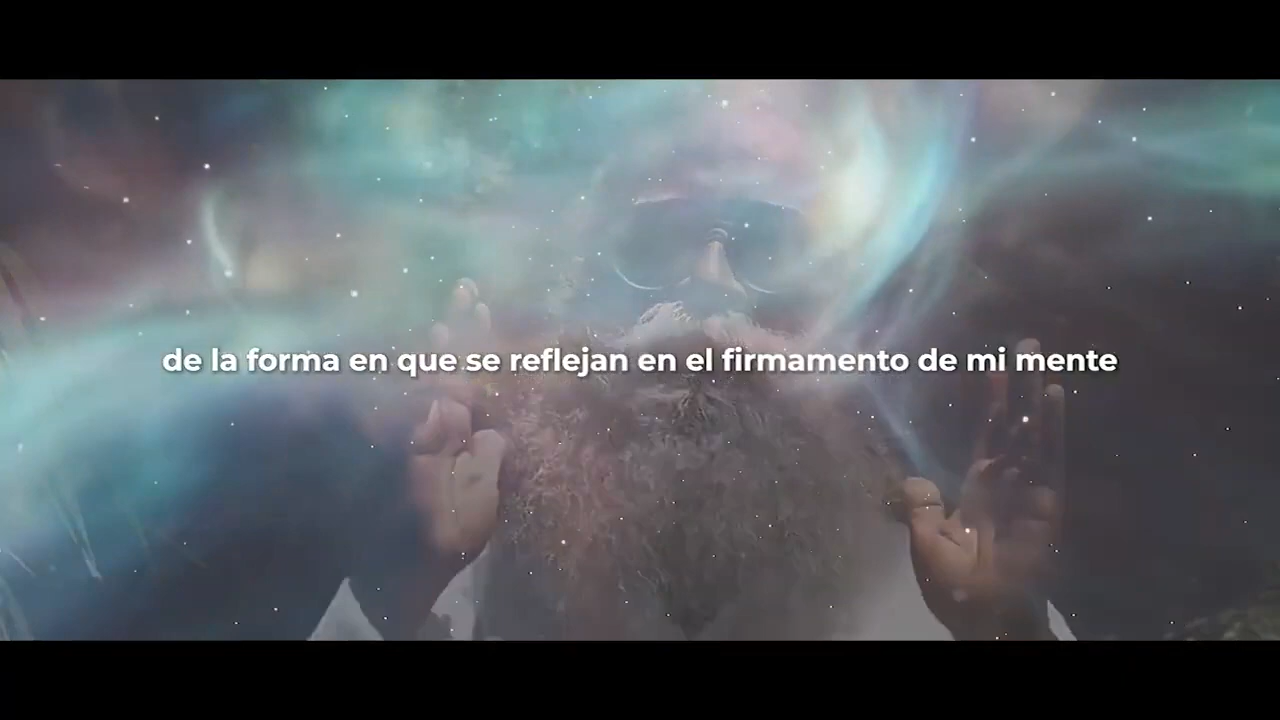 de la forma en que se reflejan en el firmamento de mi mente